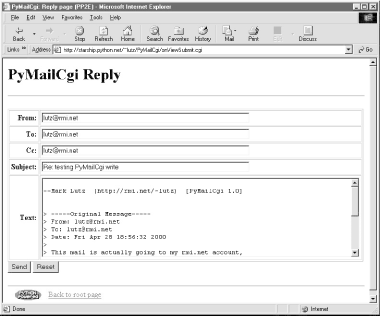 PyMailCgi: Reply page (PP2E) - Microsoft Internet Explorer
File Edit View Favorites Tools Help
Back Stop Refresh Home Search Favorites History Mail Print Discuss
Links Address http://starship.python.net/~lutz/PyMailCgi/onViewSubmit.cgi Go
PyMailCgi Reply
From: lutz@rmi.net
To: lutz@rmi.net
Cc: lutz@rmi.net
Subject: Re: testing PyMailCgi write
Text:
--Mark Lutz (http://rmi.net/~lutz) [PyMailCgi 1.0]
> -----Original Message-----
> From: lutz@rmi.net
> To: lutz@rmi.net
> Date: Fri Apr 28 18:56:32 2000
>
> This mail is actually going to my rmi.net account,
Send Reset
Back to root page
Done Internet